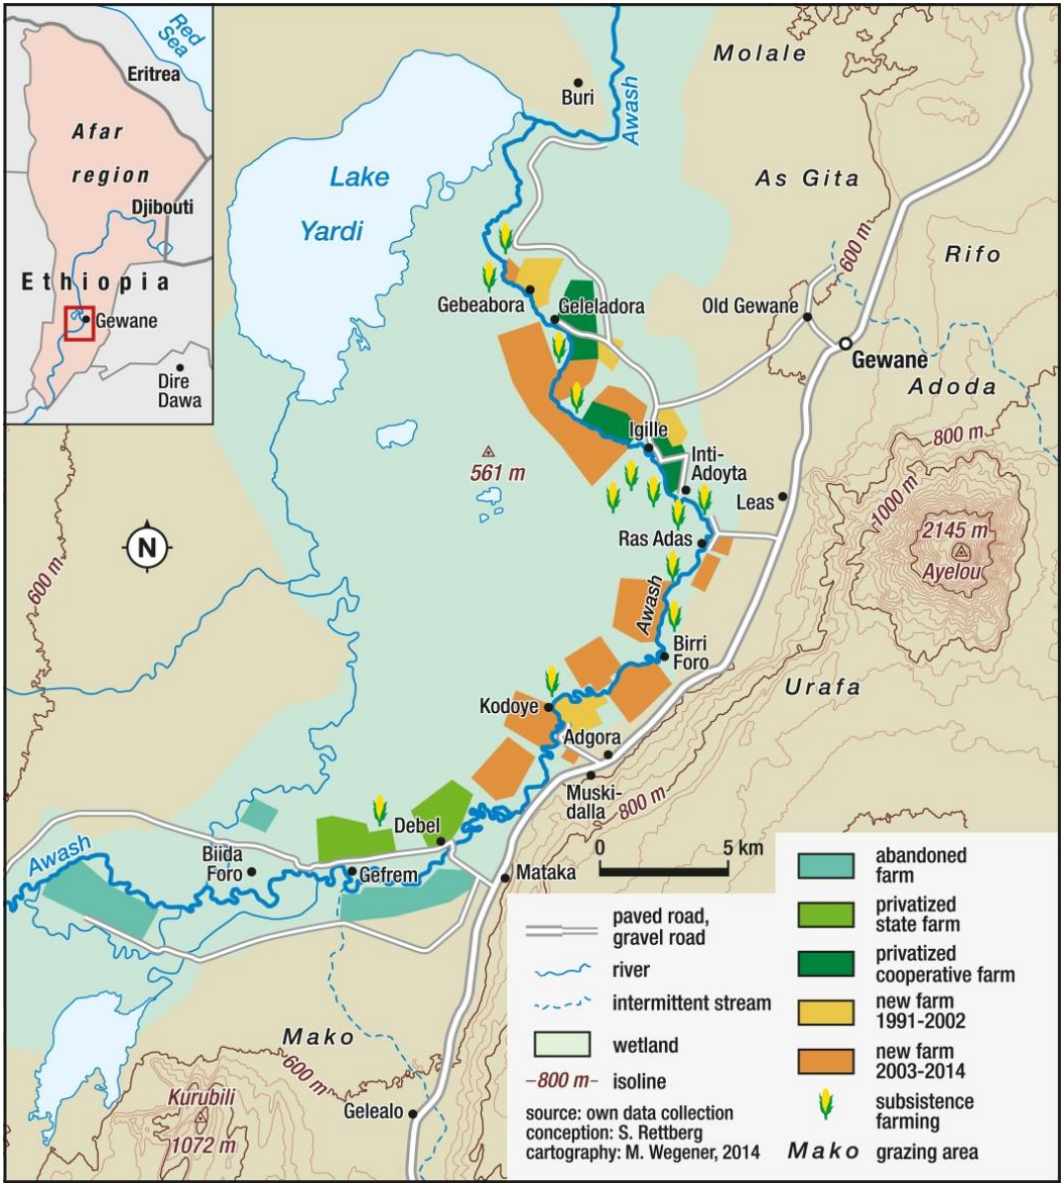 Red
Sea
Eritrea
Afar
region
Djibouti
Ethiopia
Gewane
Dire
Dawa
Molale
Buri
Awash
Lake
Yardi
As Gita
600 m
Rifo
Gebeabora
Geleladora
Old Gewane
Gewane
Adoda
800 m
Igille
Inti-
Adoyta
561 m
Leas
1000 m
2145 m
Ayelou
N
Ras Adas
600 m
Awash
Birri
Foro
Urafa
Kodoye
Adgora
Muski-
dalla
800 m
Debel
Awash
Biida
Foro
Gefrem
Mataka
0
5 km
Mako
600 m
Kurubili
1072 m
Gelealo
paved road,
gravel road
river
intermittent stream
wetland
800 m
isoline
source: own data collection
conception: S. Rettberg
cartography: M. Wegener, 2014
abandoned
farm
privatized
state farm
privatized
cooperative farm
new farm
1991-2002
new farm
2003-2014
subsistence
farming
Mako
grazing area